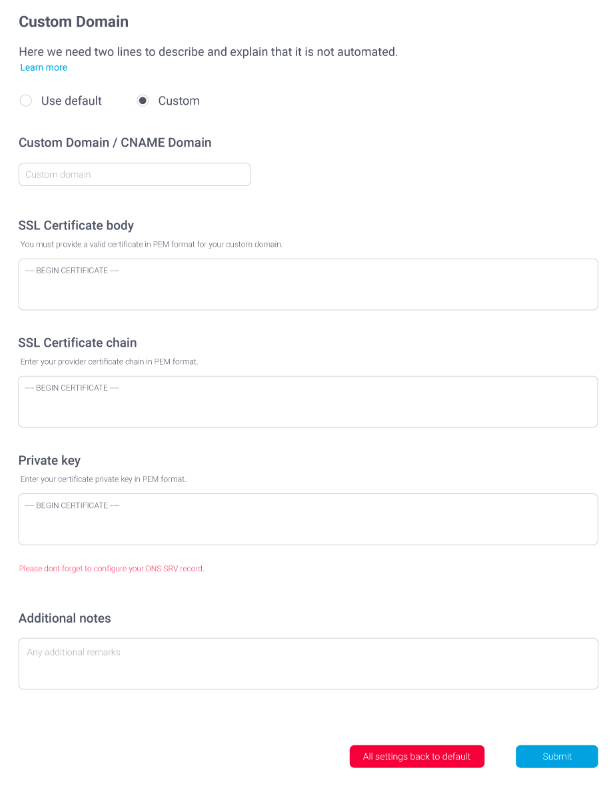 Custom Domain
Here we need two lines to describe and explain that it is not automated.
Learn more
Use default Custom
Custom Domain / CNAME Domain
Custom domain
SSL Certificate body
You must provide a valid certificate in PEM format for your custom domain.
---- BEGIN CERTIFICATE ----
SSL Certificate chain
Enter your provider certificate chain in PEM format.
---- BEGIN CERTIFICATE ----
Private key
Enter your certificate private key in PEM format.
---- BEGIN CERTIFICATE ----
Please dont forget to configure your DNS SRV record.
Additional notes
Any additional remarks
All settings back to default Submit